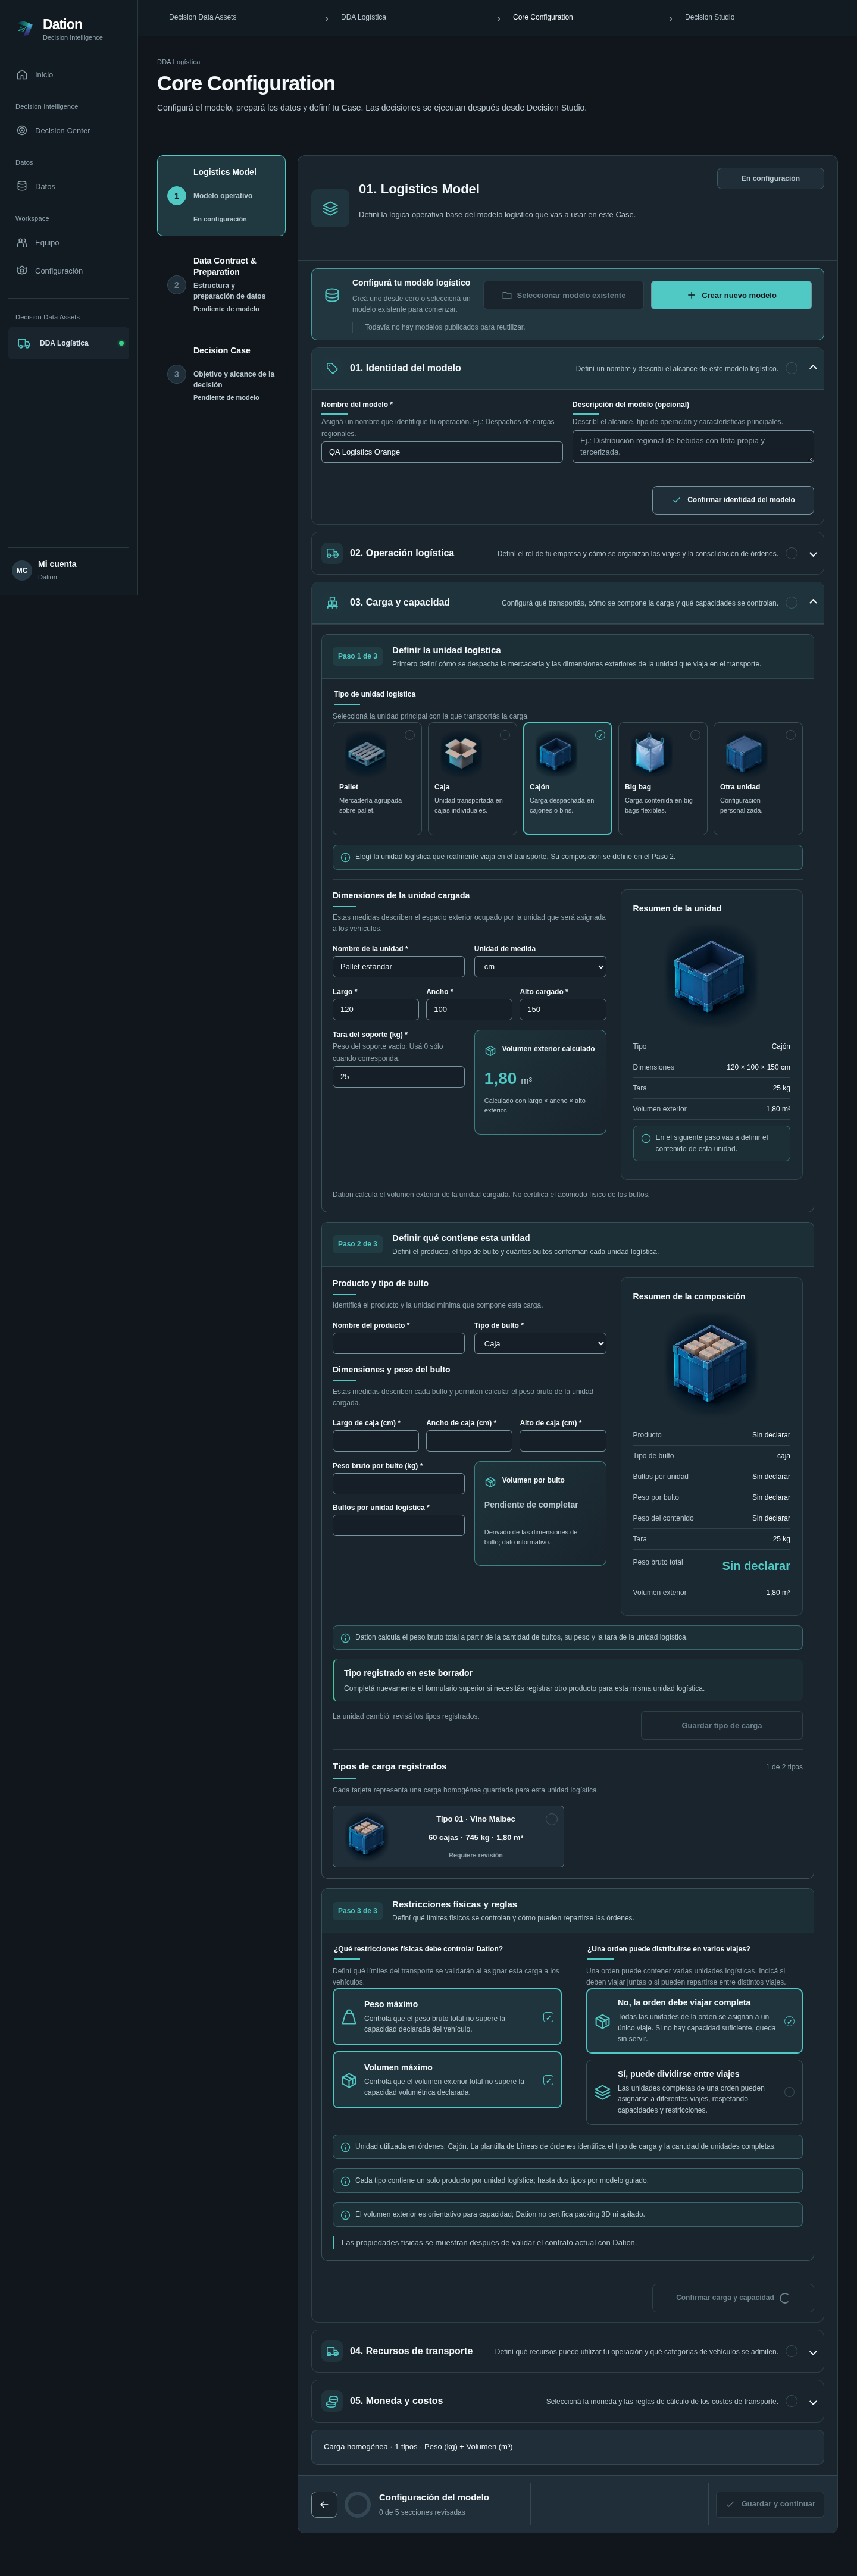 Dation
Decision Intelligence
Inicio
Decision Intelligence
Decision Center
Datos
Datos
Workspace
Equipo
Configuración
Decision Data Assets
DDA Logística
MC
Mi cuenta
Dation
Decision Data Assets
DDA Logística
Core Configuration
Decision Studio
DDA Logística
Core Configuration
Configurá el modelo, prepará los datos y definí tu Case. Las decisiones se ejecutan después desde Decision Studio.
Logistics Model
1
Modelo operativo
En configuración
Data Contract &
Preparation
2
Estructura y
preparación de datos
Pendiente de modelo
Decision Case
3
Objetivo y alcance de la
decisión
Pendiente de modelo
01. Logistics Model
Definí la lógica operativa base del modelo logístico que vas a usar en este Case.
En configuración
Configurá tu modelo logístico
Creá uno desde cero o seleccioná un
modelo existente para comenzar.
Seleccionar modelo existente
Crear nuevo modelo
Todavía no hay modelos publicados para reutilizar.
01. Identidad del modelo
Definí un nombre y describí el alcance de este modelo logístico.
Nombre del modelo *
Asigná un nombre que identifique tu operación. Ej.: Despachos de cargas
regionales.
QA Logistics Orange
Descripción del modelo (opcional)
Describí el alcance, tipo de operación y características principales.
Ej.: Distribución regional de bebidas con flota propia y
tercerizada.
Confirmar identidad del modelo
02. Operación logística
Definí el rol de tu empresa y cómo se organizan los viajes y la consolidación de órdenes.
03. Carga y capacidad
Configurá qué transportás, cómo se compone la carga y qué capacidades se controlan.
Paso 1 de 3
Definir la unidad logística
Primero definí cómo se despacha la mercadería y las dimensiones exteriores de la unidad que viaja en el transporte.
Tipo de unidad logística
Seleccioná la unidad principal con la que transportás la carga.
Pallet
Mercadería agrupada
sobre pallet.
Caja
Unidad transportada en
cajas individuales.
Cajón
Carga despachada en
cajones o bins.
Big bag
Carga contenida en big
bags flexibles.
Otra unidad
Configuración
personalizada.
Elegí la unidad logística que realmente viaja en el transporte. Su composición se define en el Paso 2.
Dimensiones de la unidad cargada
Estas medidas describen el espacio exterior ocupado por la unidad que será asignada
a los vehículos.
Nombre de la unidad *
Pallet estándar
Unidad de medida
cm
Largo *
120
Ancho *
100
Alto cargado *
150
Tara del soporte (kg) *
Peso del soporte vacío. Usá 0 sólo
cuando corresponda.
25
Volumen exterior calculado
1,80 m³
Calculado con largo × ancho × alto
exterior.
Resumen de la unidad
Tipo Cajón
Dimensiones 120 × 100 × 150 cm
Tara 25 kg
Volumen exterior 1,80 m³
En el siguiente paso vas a definir el
contenido de esta unidad.
Dation calcula el volumen exterior de la unidad cargada. No certifica el acomodo físico de los bultos.
Paso 2 de 3
Definir qué contiene esta unidad
Definí el producto, el tipo de bulto y cuántos bultos conforman cada unidad logística.
Producto y tipo de bulto
Identificá el producto y la unidad mínima que compone esta carga.
Nombre del producto *
Tipo de bulto *
Caja
Dimensiones y peso del bulto
Estas medidas describen cada bulto y permiten calcular el peso bruto de la unidad
cargada.
Largo de caja (cm) *
Ancho de caja (cm) *
Alto de caja (cm) *
Peso bruto por bulto (kg) *
Bultos por unidad logística *
Volumen por bulto
Pendiente de completar
Derivado de las dimensiones del
bulto; dato informativo.
Resumen de la composición
Producto Sin declarar
Tipo de bulto caja
Bultos por unidad Sin declarar
Peso por bulto Sin declarar
Peso del contenido Sin declarar
Tara 25 kg
Peso bruto total Sin declarar
Volumen exterior 1,80 m³
Dation calcula el peso bruto total a partir de la cantidad de bultos, su peso y la tara de la unidad logística.
Tipo registrado en este borrador
Completá nuevamente el formulario superior si necesitás registrar otro producto para esta misma unidad logística.
La unidad cambió; revisá los tipos registrados.
Guardar tipo de carga
Tipos de carga registrados
1 de 2 tipos
Cada tarjeta representa una carga homogénea guardada para esta unidad logística.
Tipo 01 · Vino Malbec
60 cajas · 745 kg · 1,80 m³
Requiere revisión
Paso 3 de 3
Restricciones físicas y reglas
Definí qué límites físicos se controlan y cómo pueden repartirse las órdenes.
¿Qué restricciones físicas debe controlar Dation?
Definí qué límites del transporte se validarán al asignar esta carga a los
vehículos.
Peso máximo
Controla que el peso bruto total no supere la
capacidad declarada del vehículo.
Volumen máximo
Controla que el volumen exterior total no supere la
capacidad volumétrica declarada.
¿Una orden puede distribuirse en varios viajes?
Una orden puede contener varias unidades logísticas. Indicá si
deben viajar juntas o si pueden repartirse entre distintos viajes.
No, la orden debe viajar completa
Todas las unidades de la orden se asignan a un
único viaje. Si no hay capacidad suficiente, queda
sin servir.
Sí, puede dividirse entre viajes
Las unidades completas de una orden pueden
asignarse a diferentes viajes, respetando
capacidades y restricciones.
Unidad utilizada en órdenes: Cajón. La plantilla de Líneas de órdenes identifica el tipo de carga y la cantidad de unidades completas.
Cada tipo contiene un solo producto por unidad logística; hasta dos tipos por modelo guiado.
El volumen exterior es orientativo para capacidad; Dation no certifica packing 3D ni apilado.
Las propiedades físicas se muestran después de validar el contrato actual con Dation.
Confirmar carga y capacidad
04. Recursos de transporte
Definí qué recursos puede utilizar tu operación y qué categorías de vehículos se admiten.
05. Moneda y costos
Seleccioná la moneda y las reglas de cálculo de los costos de transporte.
Carga homogénea · 1 tipos · Peso (kg) + Volumen (m³)
Configuración del modelo
0 de 5 secciones revisadas
Guardar y continuar